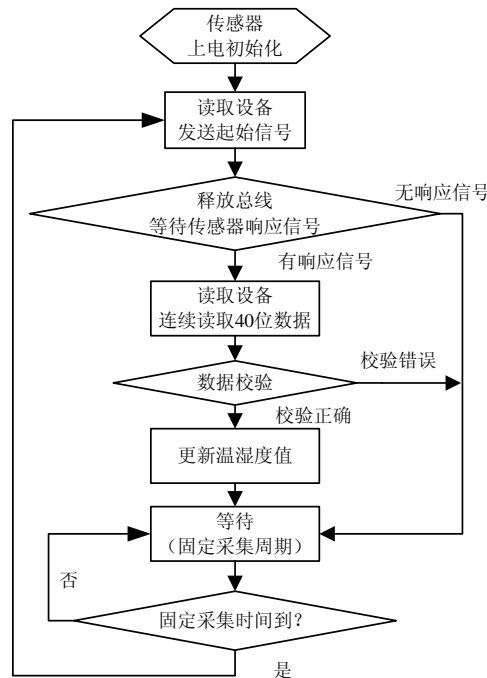 传感器
上电初始化
读取设备
发送起始信号
释放总线
等待传感器响应信号
无响应信号
有响应信号
读取设备
连续读取40位数据
校验错误
数据校验
校验正确
更新温湿度值
等待
（固定采集周期）
否
固定采集时间到？
是